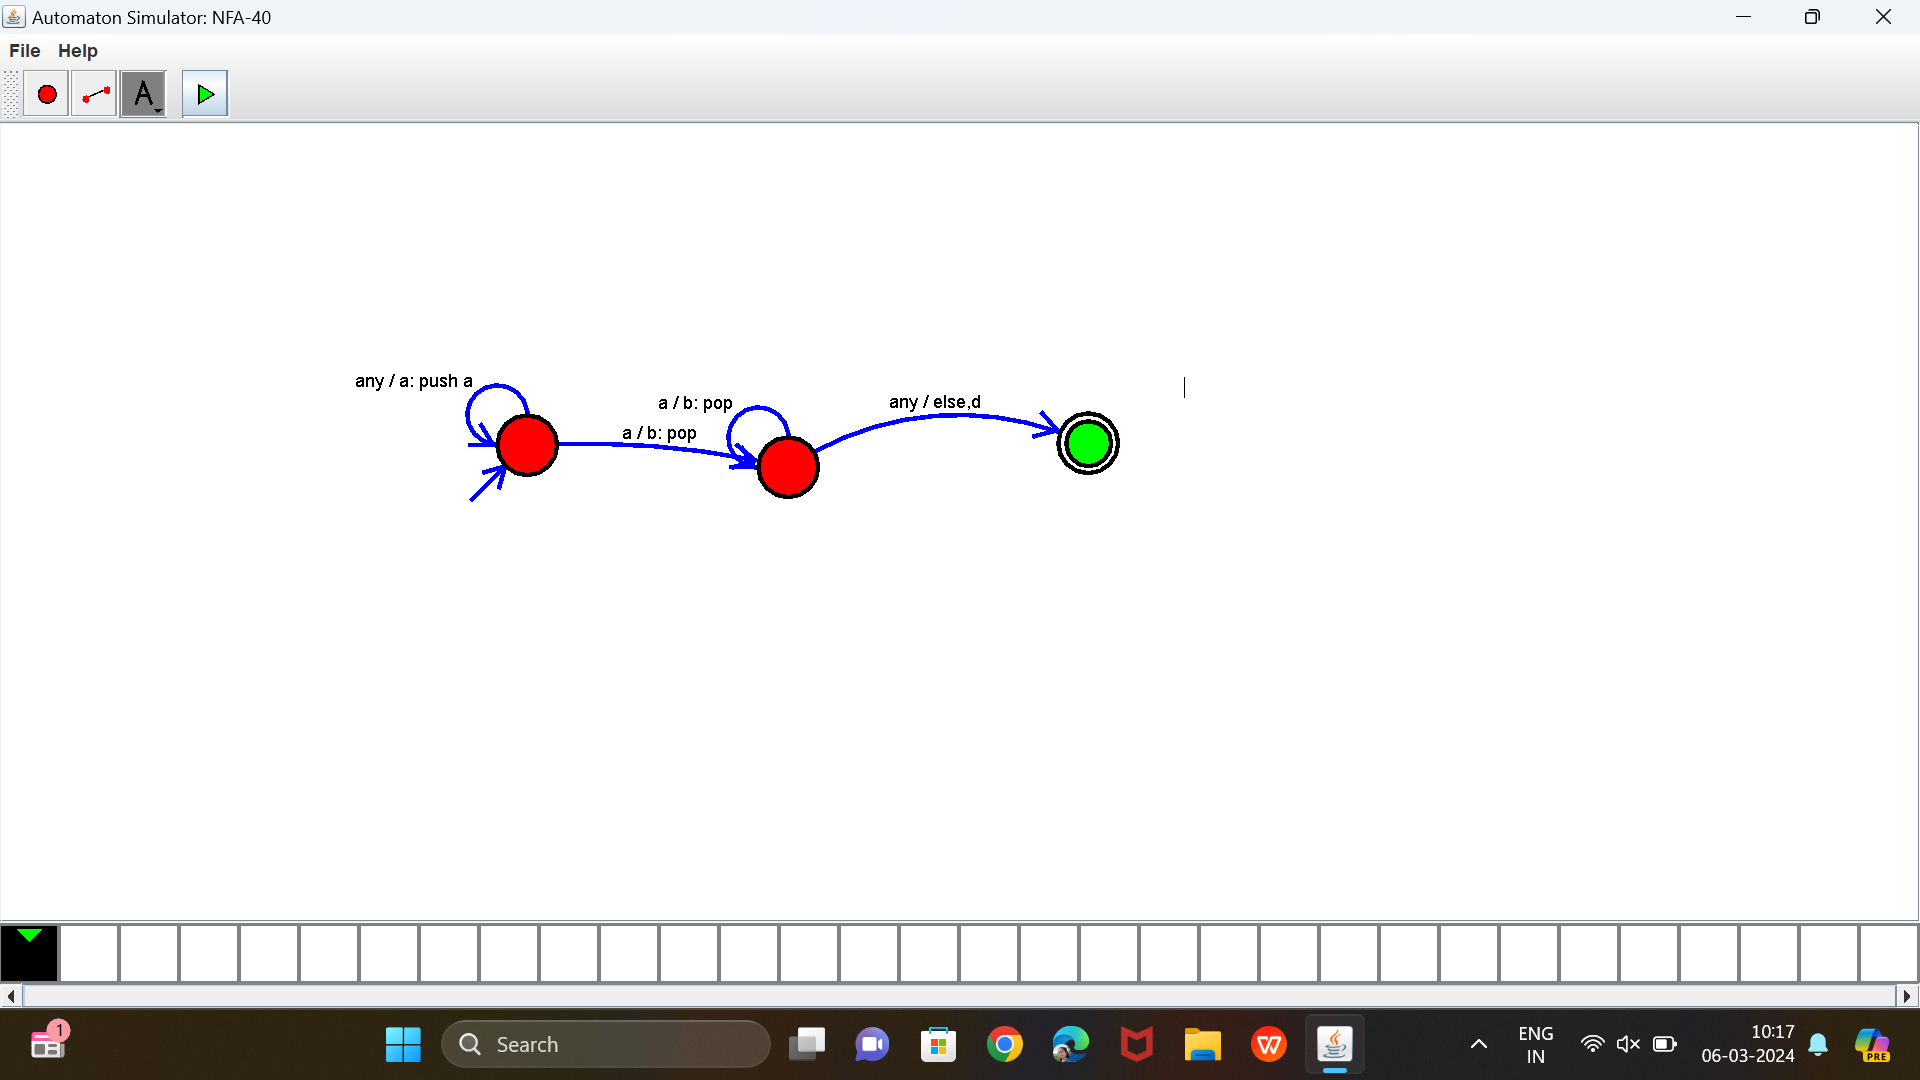 Automaton Simulator: NFA-40
File Help
A
any / a: push a
a / b: pop
any / else,d
a / b: pop
1
Search
W
ENG
IN
10:17
06-03-2024
PRE